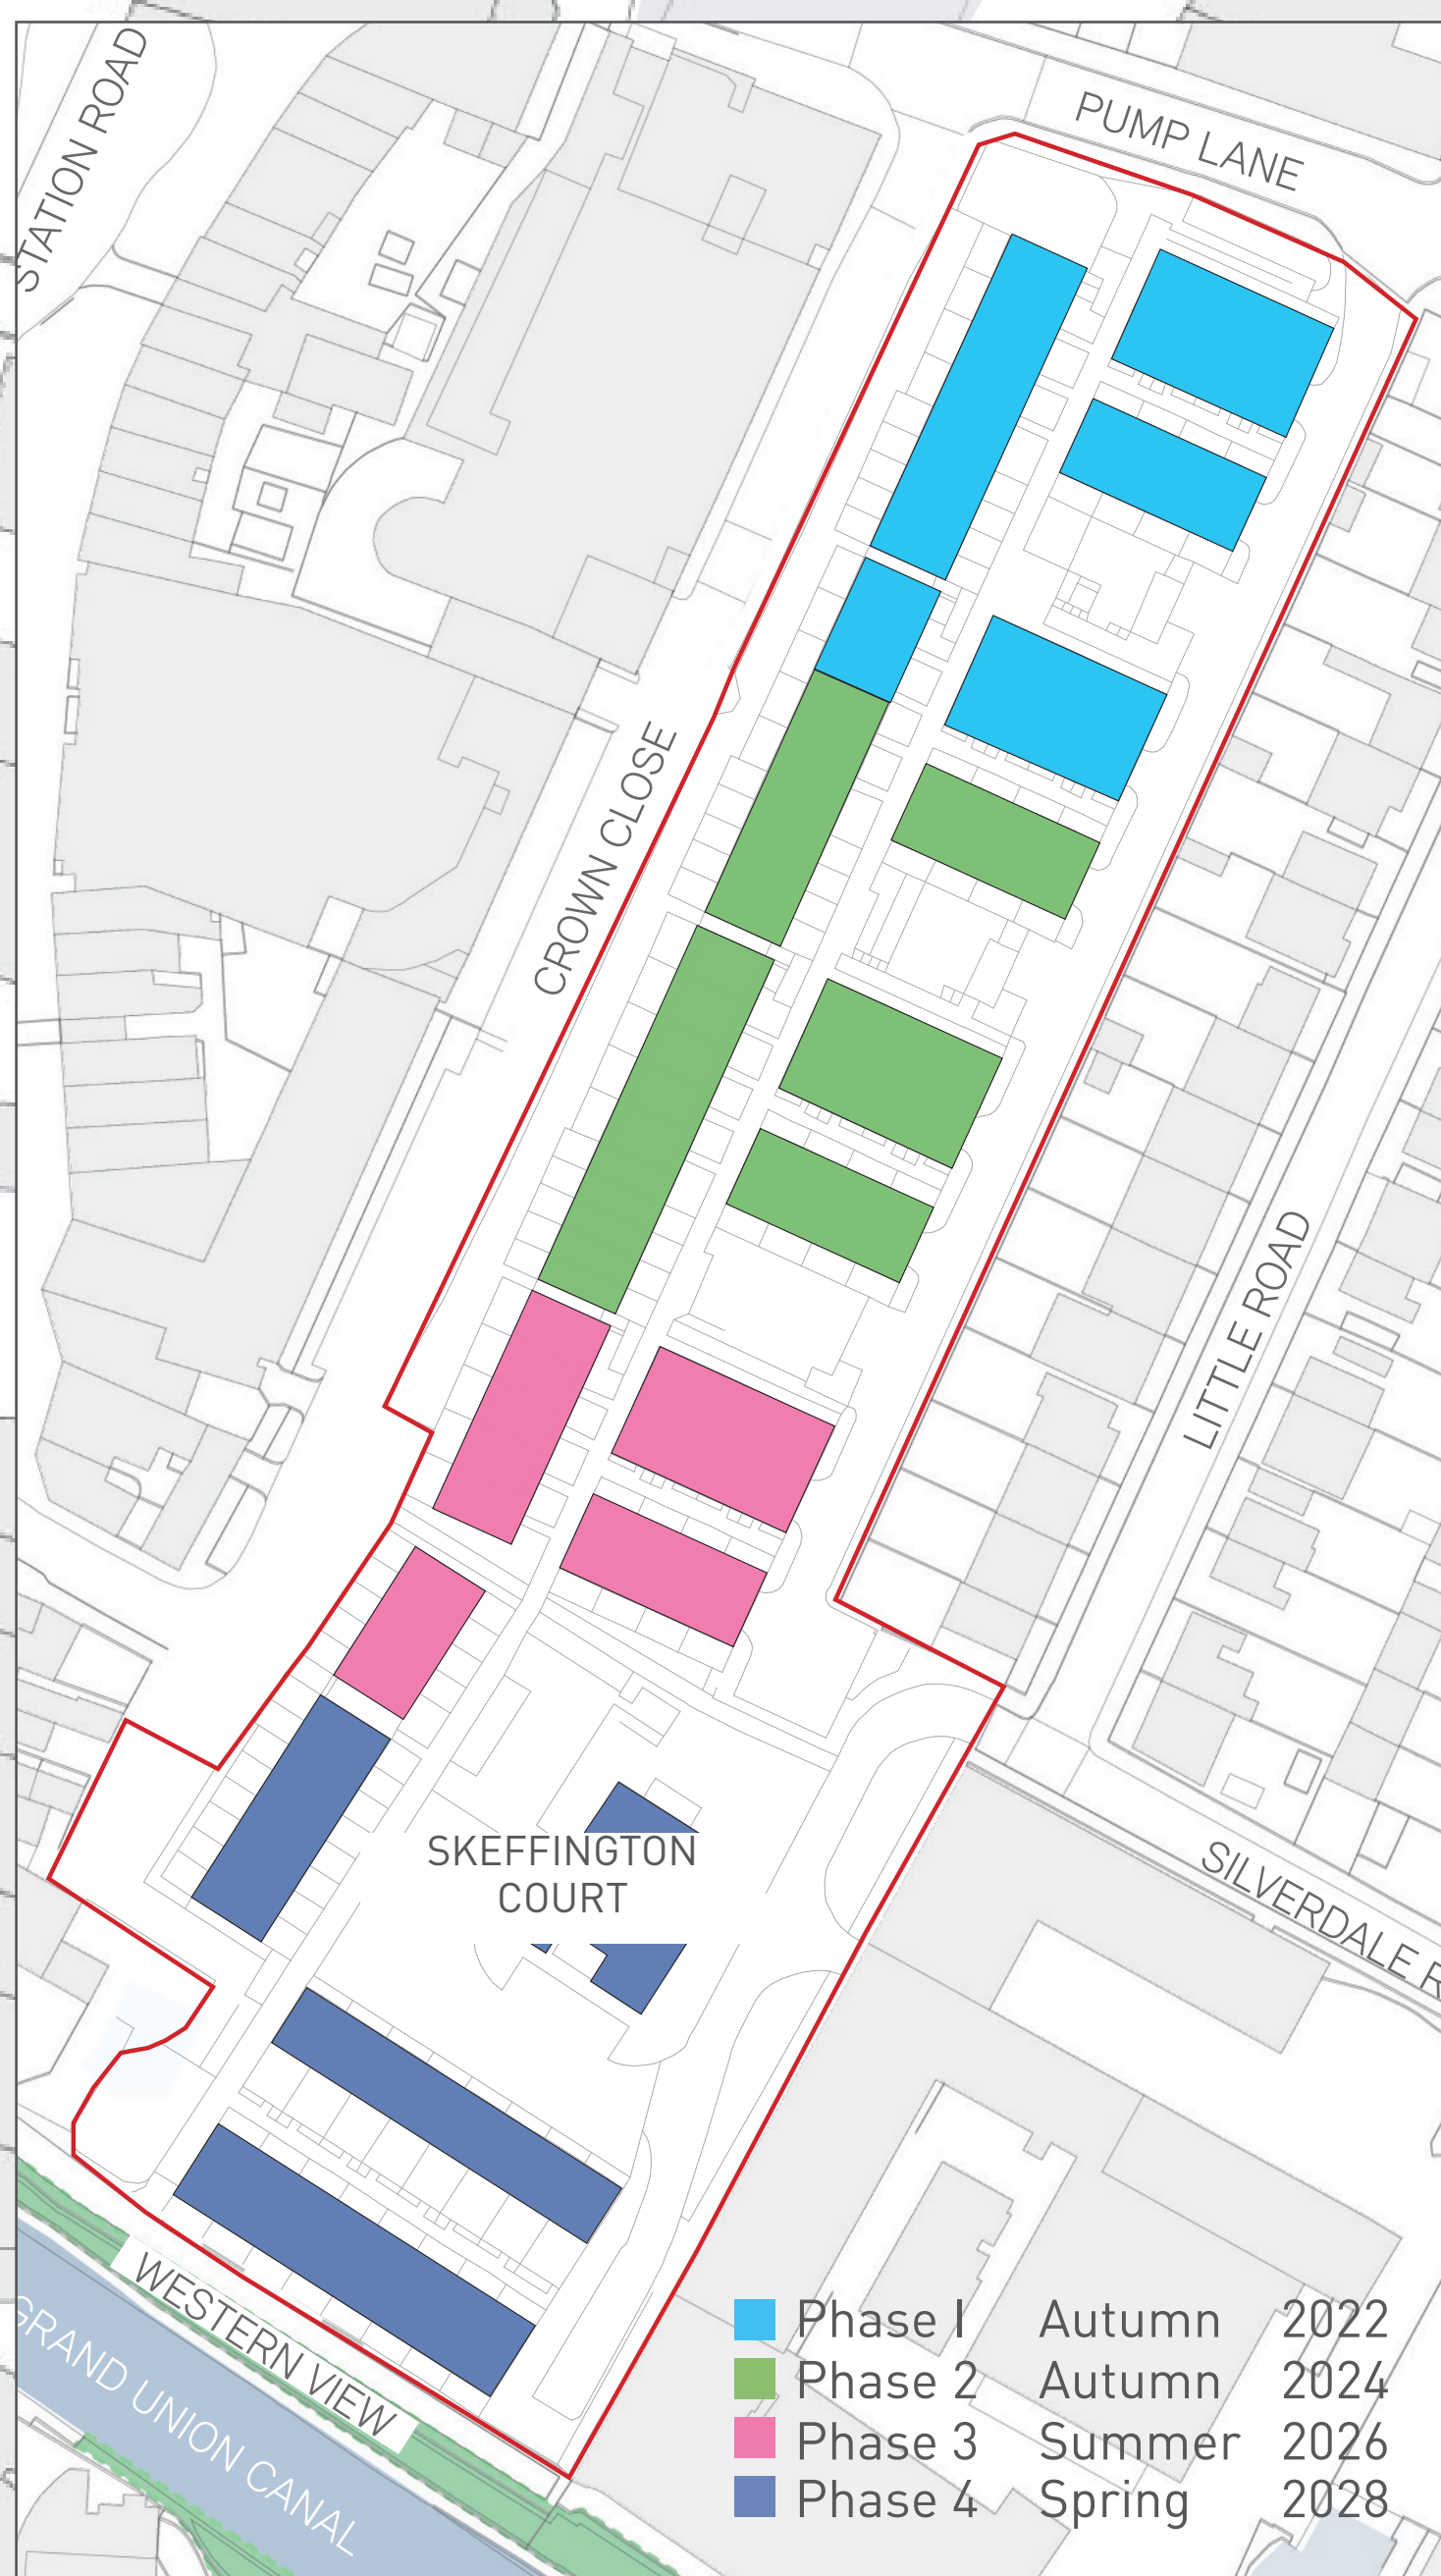 STATION ROAD
PUMP LANE
CROWN CLOSE
LITTLE ROAD
SKEFFINGTON
COURT
SILVERDALE R
WESTERN VIEW
GRAND UNION CANAL
Phase 1 Autumn 2022
Phase 2 Autumn 2024
Phase 3 Summer 2026
Phase 4 Spring 2028